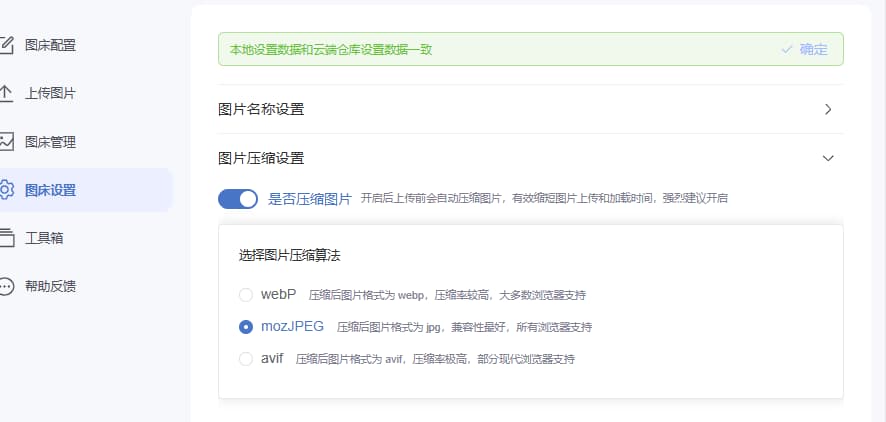 图床配置
上传图片
图床管理
图床设置
工具箱
帮助反馈
本地设置数据和云端仓库设置数据一致 确定
图片名称设置
图片压缩设置
是否压缩图片 开启后上传前会自动压缩图片，有效缩短图片上传和加载时间，强烈建议开启
选择图片压缩算法
webP 压缩后图片格式为 webp，压缩率较高，大多数浏览器支持
mozJPEG 压缩后图片格式为 jpg，兼容性最好，所有浏览器支持
avif 压缩后图片格式为 avif，压缩率极高，部分现代浏览器支持